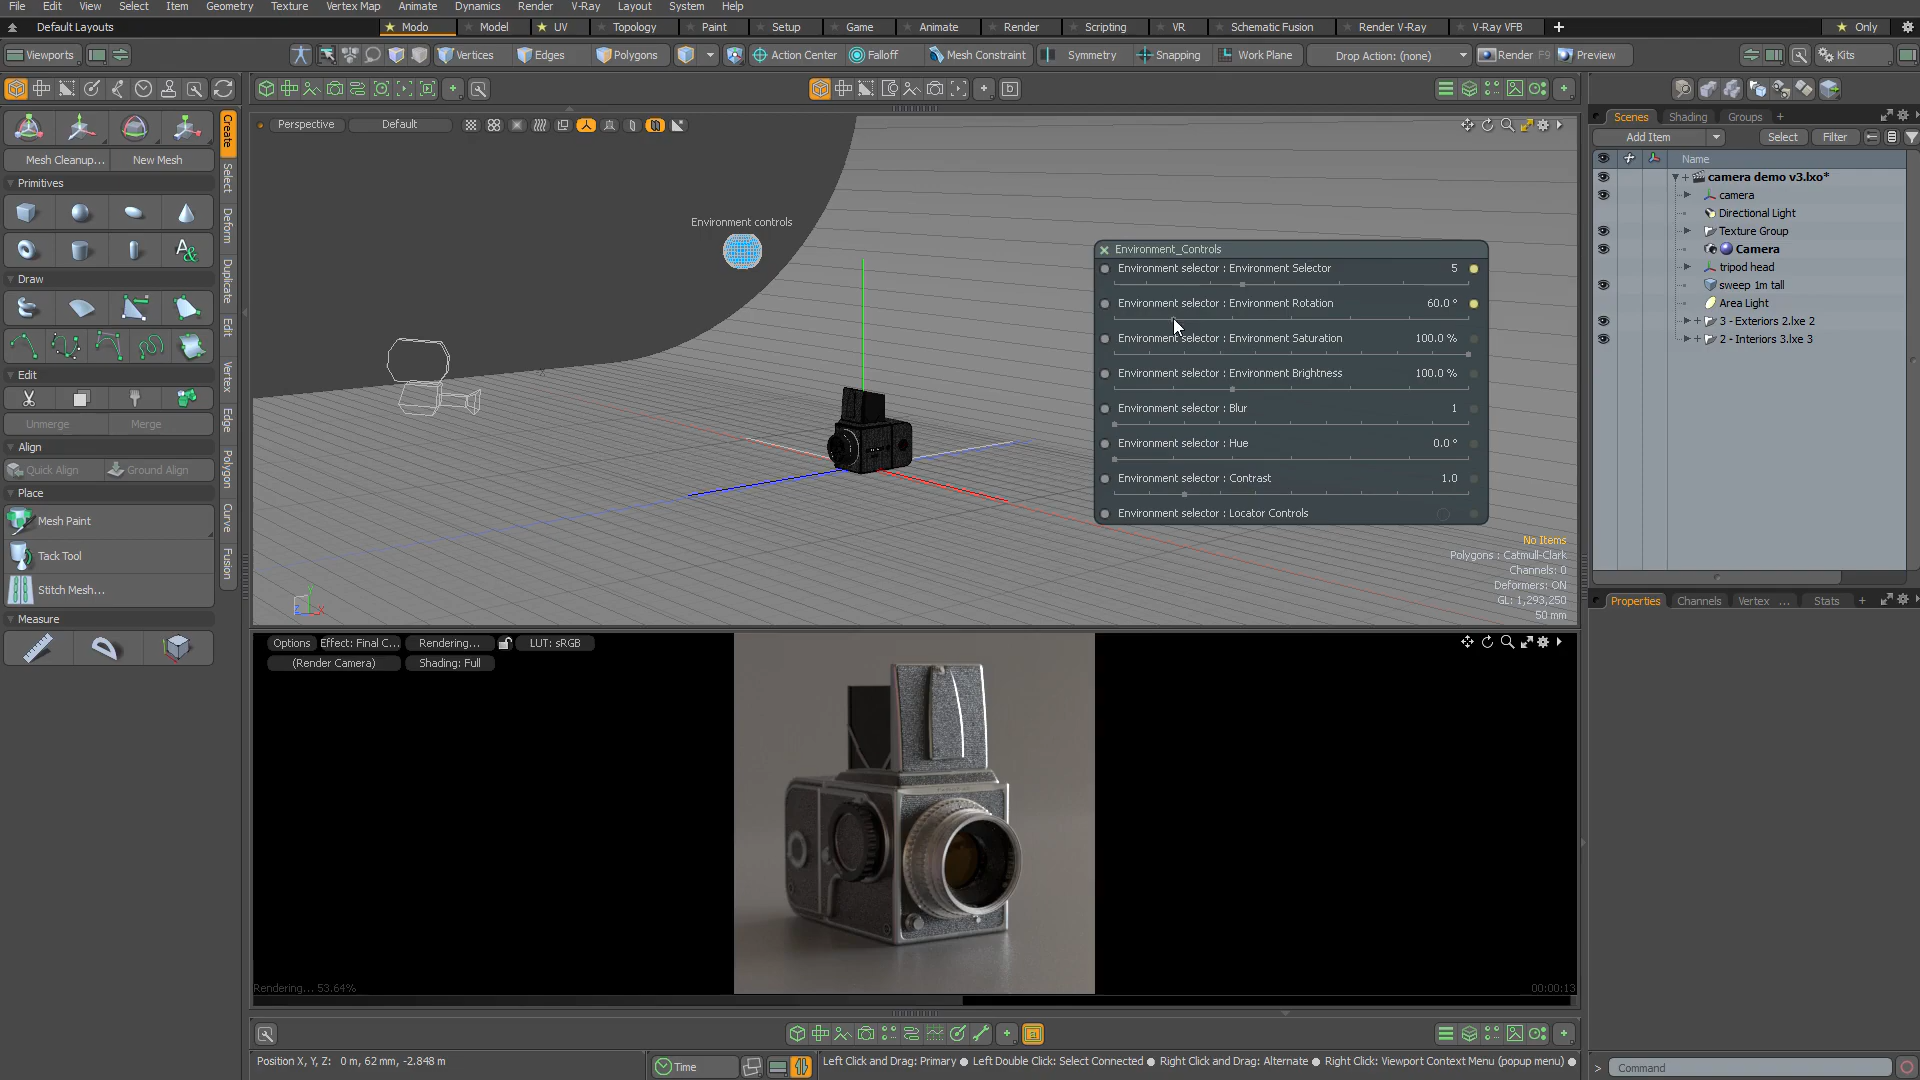 File Edit View Select Item Geometry Texture Vertex Map Animate Dynamics Render V-Ray Layout System Help
Default Layouts Modo Model UV Topology Paint Setup Game Animate Render Scripting VR Schematic Fusion Render V-Ray V-Ray VFB Only
Viewports Vertices Edges Polygons Action Center Falloff Mesh Constraint Symmetry Snapping Work Plane Drop Action: (none) Render F9 Preview Kits
Perspective Default
Scenes Shading Groups
Add Item Select Filter
Name
camera demo v3.lxo*
camera
Directional Light
Texture Group
Camera
tripod head
sweep 1m tall
Area Light
3 - Exteriors 2.lxe 2
2 - Interiors 3.lxe 3
Mesh Cleanup... New Mesh
Primitives
Draw
Edit
Unmerge Merge
Align
Quick Align Ground Align
Place
Mesh Paint
Tack Tool
Stitch Mesh...
Measure
Create
Select
Deform
Duplicate
Edit
Vertex
Edge
Polygon
Curve
Fusion
Environment controls
Environment_Controls
Environment selector : Environment Selector 5
Environment selector : Environment Rotation 60.0 °
Environment selector : Environment Saturation 100.0 %
Environment selector : Environment Brightness 100.0 %
Environment selector : Blur 1
Environment selector : Hue 0.0 °
Environment selector : Contrast 1.0
Environment selector : Locator Controls
No Items
Polygons : Catmull-Clark
Channels: 0
Deformers: ON
GL: 1,293,250
50 mm
Properties Channels Vertex ... Stats
Options Effect: Final C... Rendering... LUT: sRGB
(Render Camera) Shading: Full
Rendering... 53.64% 00:00:13
Position X, Y, Z: 0 m, 62 mm, -2.848 m Time Left Click and Drag: Primary Left Double Click: Select Connected Right Click and Drag: Alternate Right Click: Viewport Context Menu (popup menu)
> Command